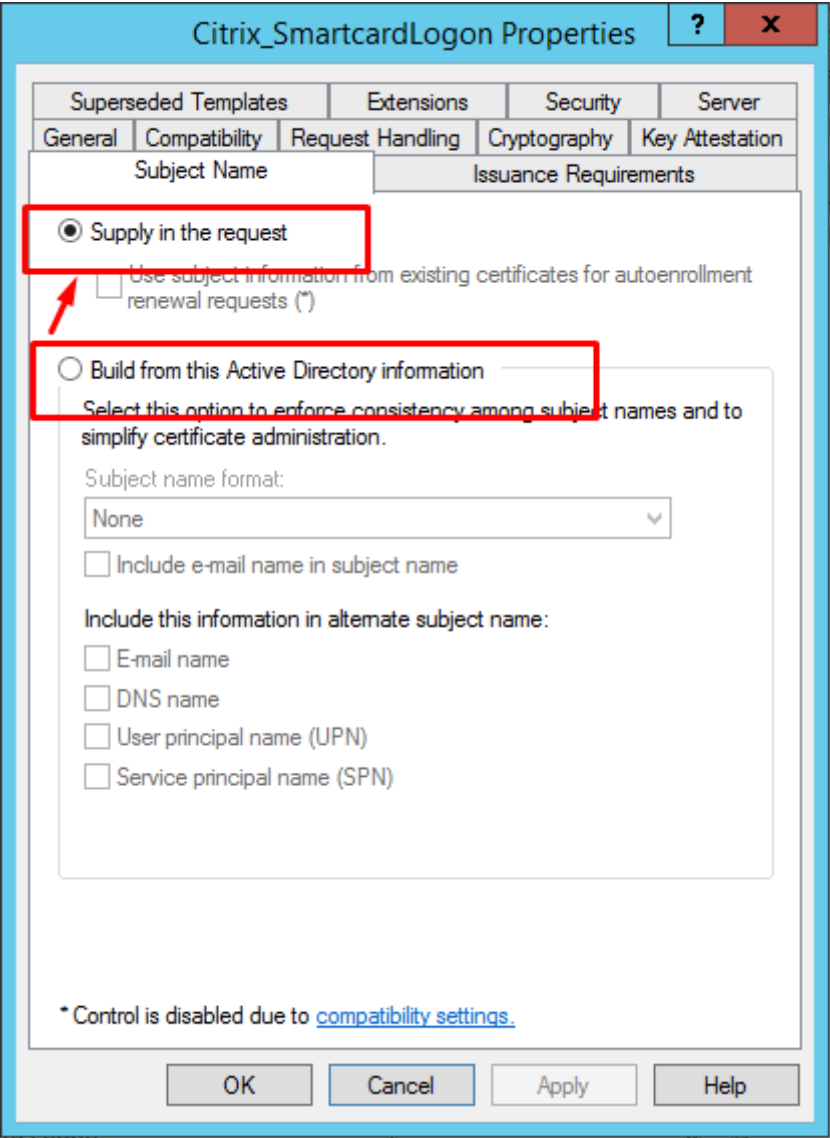 Citrix_SmartcardLogon Properties
?
x
Superseded Templates Extensions Security Server
General Compatibility Request Handling Cryptography Key Attestation
Subject Name Issuance Requirements
Supply in the request
Use subject information from existing certificates for autoenrollment
renewal requests (*)
Build from this Active Directory information
Select this option to enforce consistency among subject names and to
simplify certificate administration.
Subject name format:
None
Include e-mail name in subject name
Include this information in alternate subject name:
E-mail name
DNS name
User principal name (UPN)
Service principal name (SPN)
* Control is disabled due to compatibility settings.
OK Cancel Apply Help